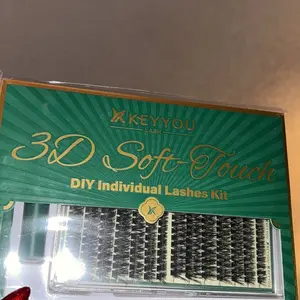 KEYYOU
3D Soft-Touch
DIY Individual Lashes Kit